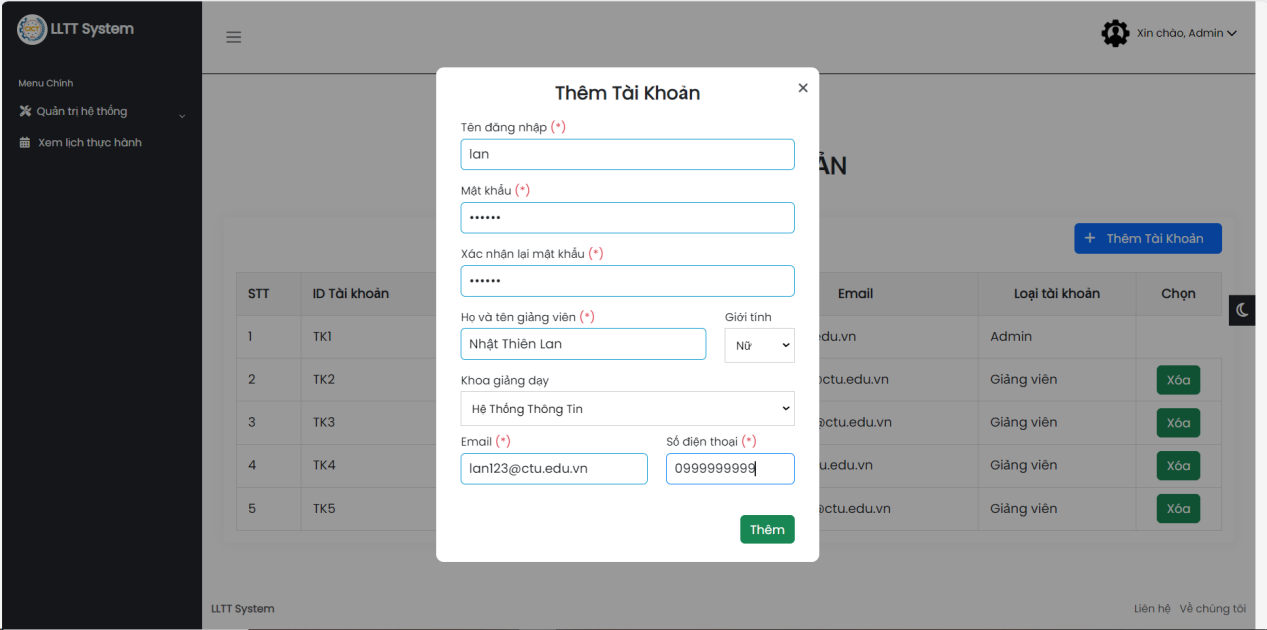 LLTT System
Xin chào, Admin
Menu Chính
Quản trị hệ thống
Xem lịch thực hành
Thêm Tài Khoản
×
Tên đăng nhập (*)
lan
Mật khẩu (*)
••••••
Xác nhận lại mật khẩu (*)
••••••
Họ và tên giảng viên (*) Giới tính
Nhật Thiên Lan Nữ
Khoa giảng dạy
Hệ Thống Thông Tin
Email (*) Số điện thoại (*)
lan123@ctu.edu.vn 0999999999
Thêm
ẢN
+ Thêm Tài Khoản
STT ID Tài khoản Email Loại tài khoản Chọn
1 TK1 edu.vn Admin
2 TK2 ctu.edu.vn Giảng viên Xóa
3 TK3 @ctu.edu.vn Giảng viên Xóa
4 TK4 u.edu.vn Giảng viên Xóa
5 TK5 ctu.edu.vn Giảng viên Xóa
LLTT System Liên hệ Về chúng tôi